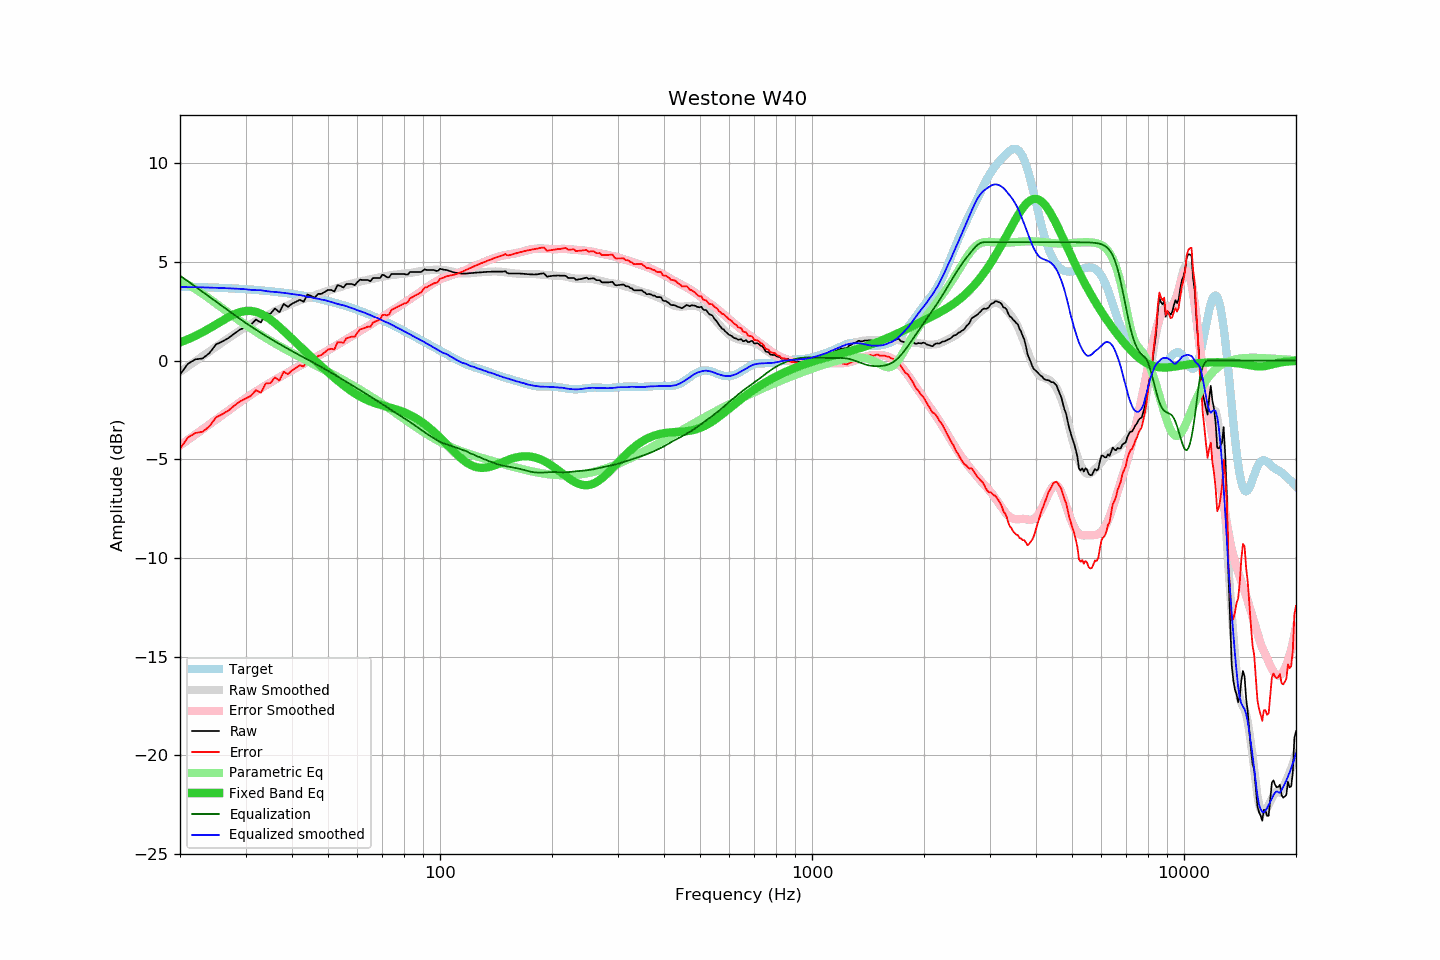 Westone W40
Amplitude (dBr)
10
5
0
−5
−10
−15
−20
−25
Target
Raw Smoothed
Error Smoothed
Raw
Error
Parametric Eq
Fixed Band Eq
Equalization
Equalized smoothed
100
1000
10000
Frequency (Hz)